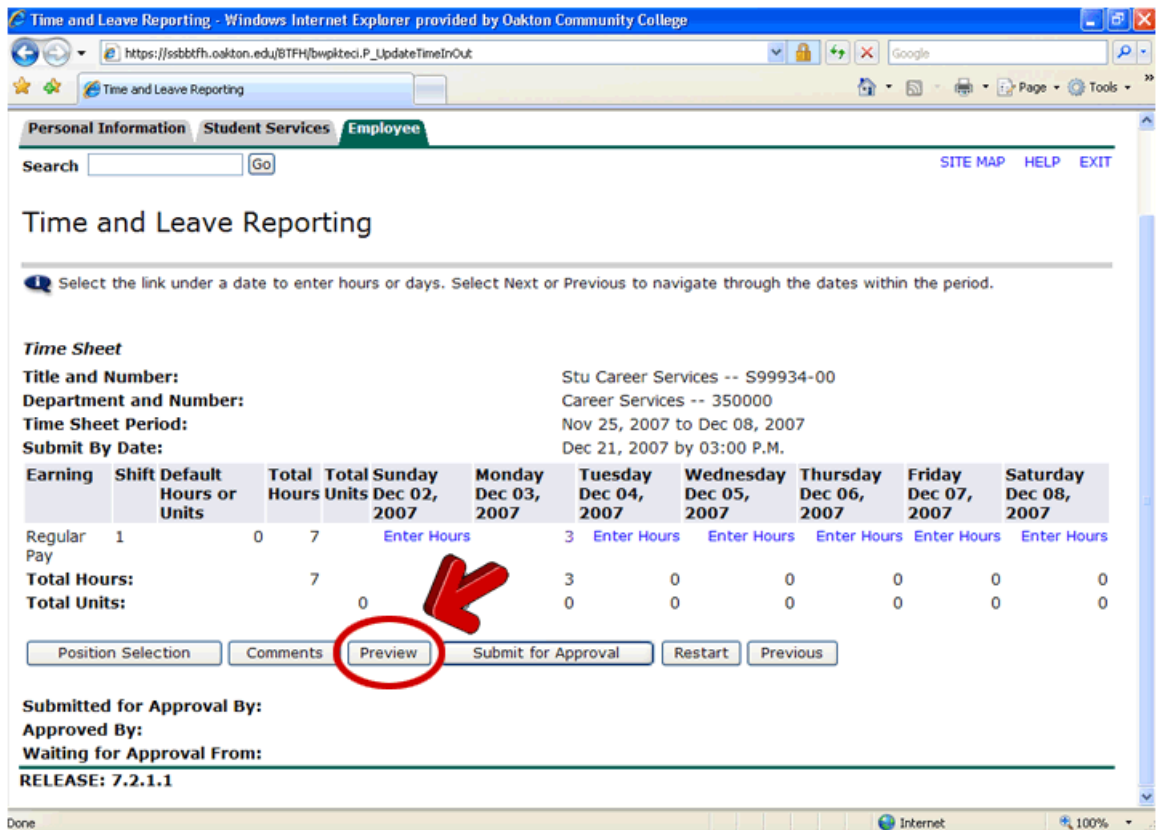 Time and Leave Reporting - Windows Internet Explorer provided by Oakton Community College
https://ssbbtfh.oakton.edu/BTFH/bwpkteci.P_UpdateTimeInOut
Google
Time and Leave Reporting
Page
Tools
Personal Information Student Services Employee
Search Go SITE MAP HELP EXIT
Time and Leave Reporting
Select the link under a date to enter hours or days. Select Next or Previous to navigate through the dates within the period.
Time Sheet
Title and Number: Stu Career Services -- S99934-00
Department and Number: Career Services -- 350000
Time Sheet Period: Nov 25, 2007 to Dec 08, 2007
Submit By Date: Dec 21, 2007 by 03:00 P.M.
Earning Shift Default Total Total Sunday Monday Tuesday Wednesday Thursday Friday Saturday
Hours or Hours Units Dec 02, Dec 03, Dec 04, Dec 05, Dec 06, Dec 07, Dec 08,
Units 2007 2007 2007 2007 2007 2007 2007
Regular 1 0 7 Enter Hours 3 Enter Hours Enter Hours Enter Hours Enter Hours Enter Hours
Pay
Total Hours: 7 3 0 0 0 0 0
Total Units: 0 0 0 0 0 0 0
Position Selection Comments Preview Submit for Approval Restart Previous
Submitted for Approval By:
Approved By:
Waiting for Approval From:
RELEASE: 7.2.1.1
Done Internet 100%